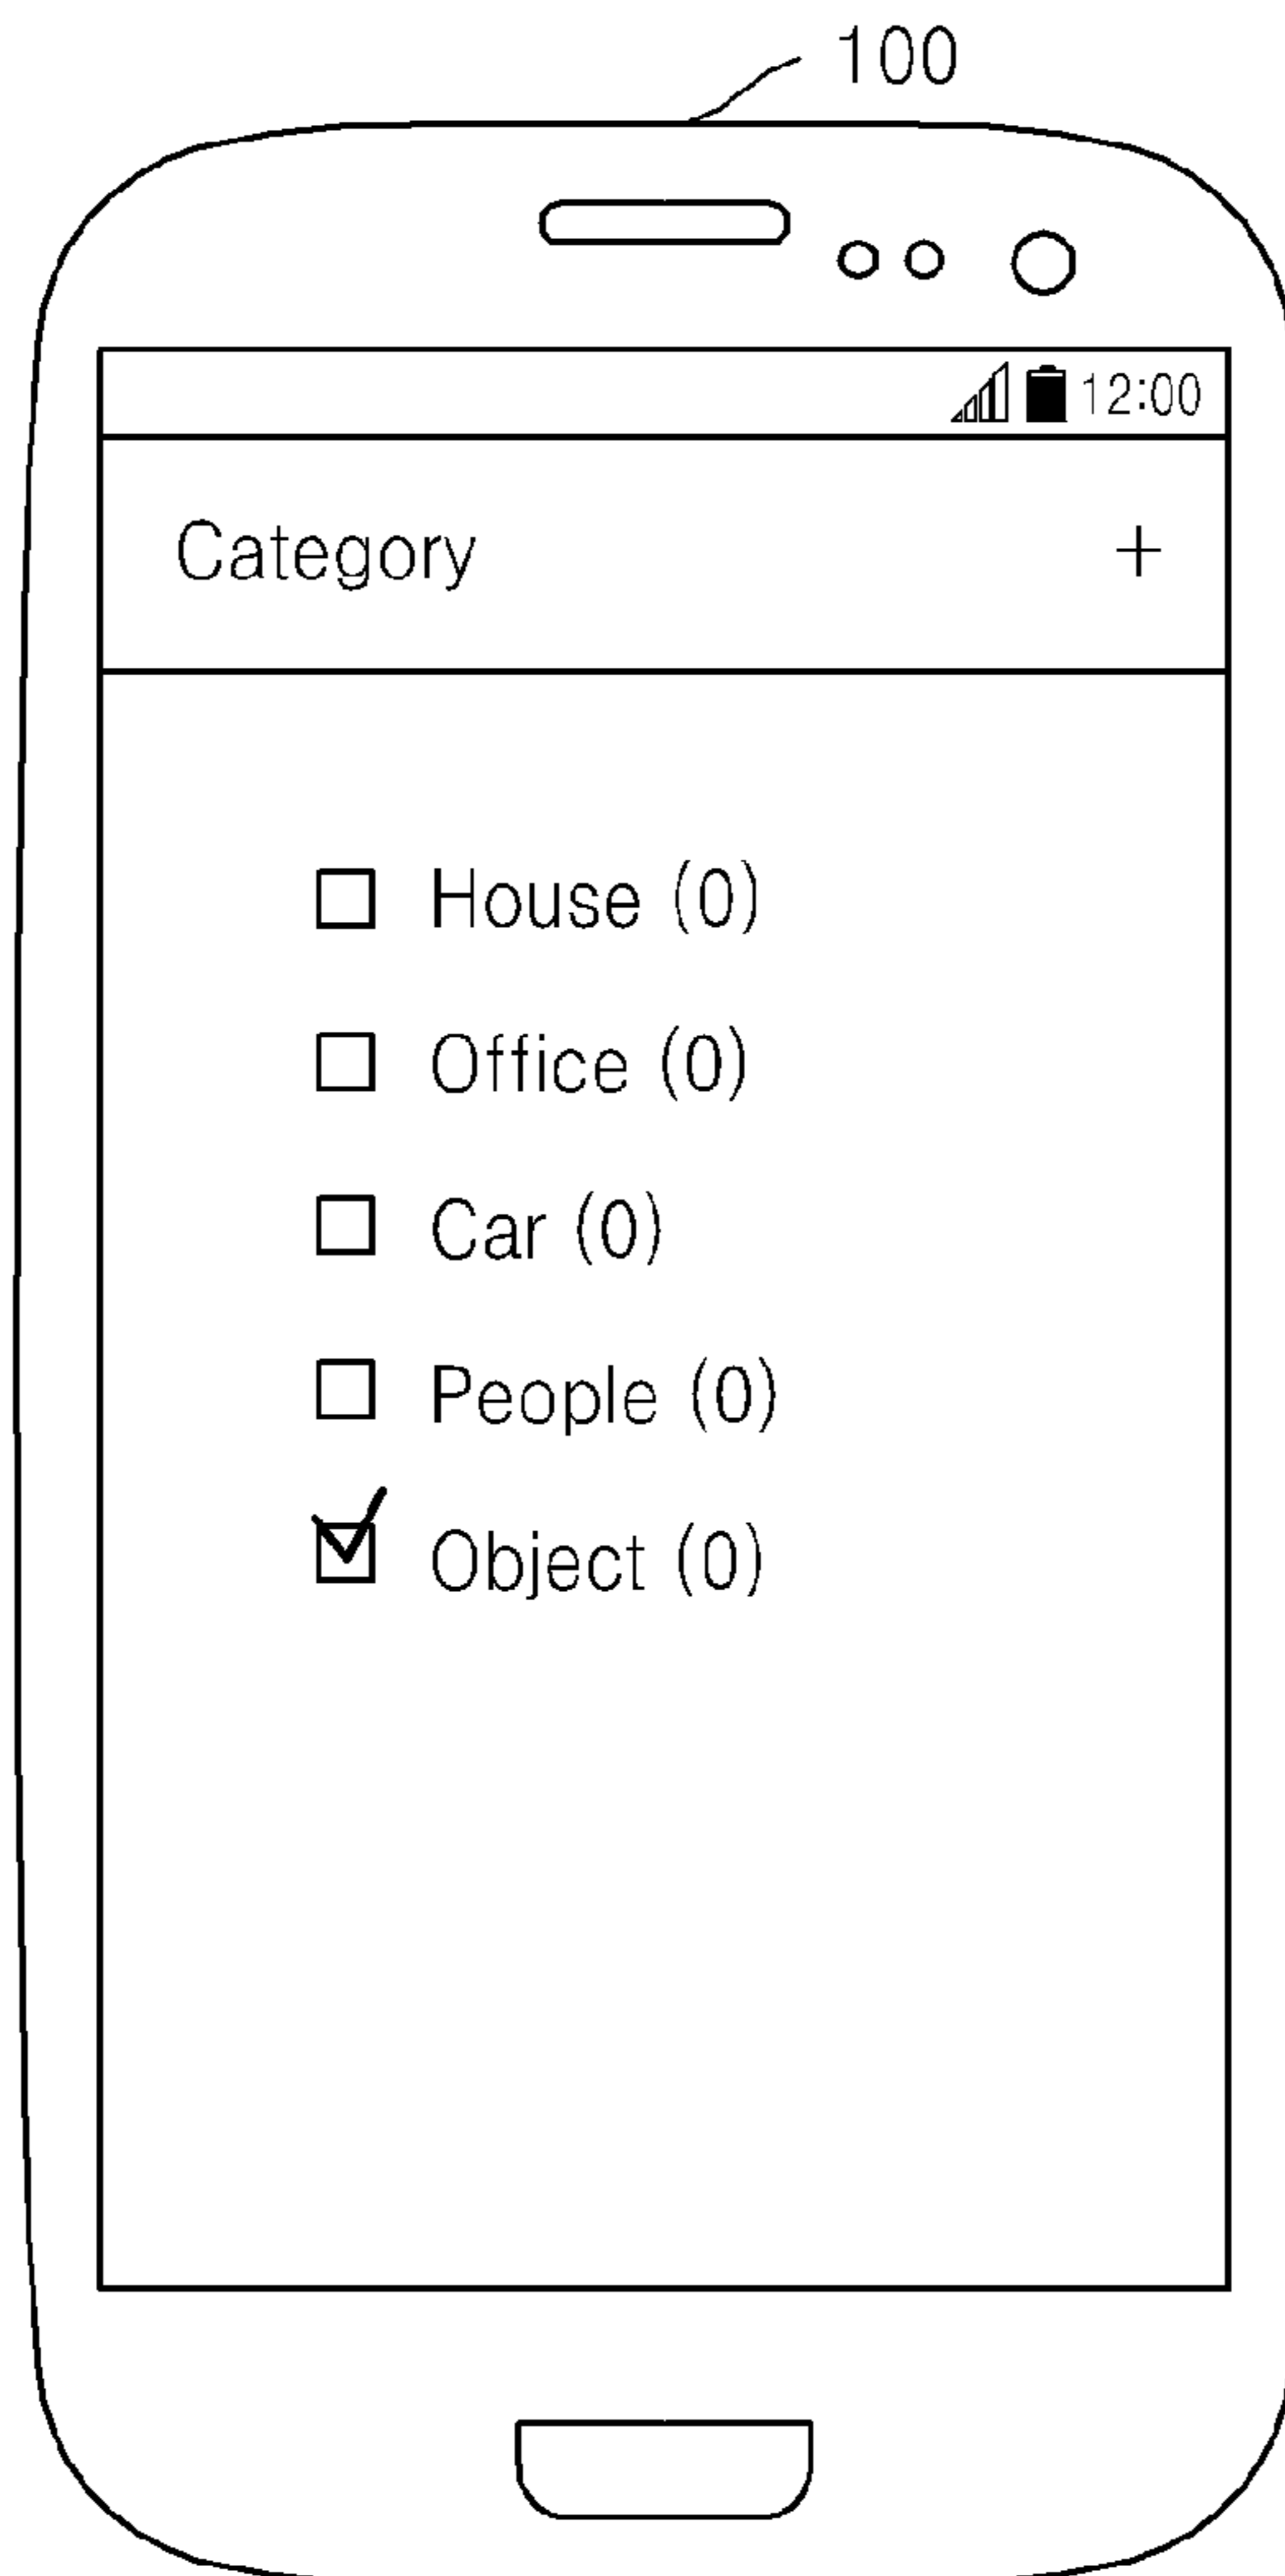 100
12:00
Category +
House (0)
Office (0)
Car (0)
People (0)
Object (0)